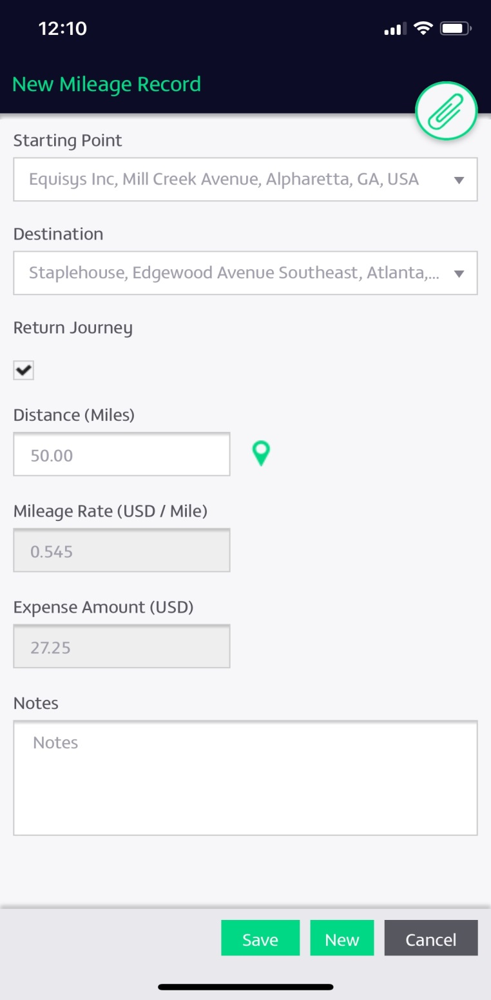 12:10
New Mileage Record
Starting Point
Equisys Inc, Mill Creek Avenue, Alpharetta, GA, USA
Destination
Staplehouse, Edgewood Avenue Southeast, Atlanta,...
Return Journey
Distance (Miles)
50.00
Mileage Rate (USD / Mile)
0.545
Expense Amount (USD)
27.25
Notes
Notes
Save New Cancel